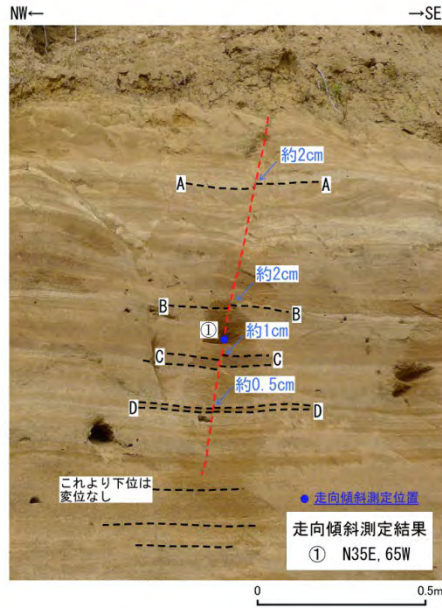 NW← →SE
約2cm
A A
約2cm
B B
①
約1cm
C C
約0.5cm
D D
これより下位は
変位なし
● 走向傾斜測定位置
走向傾斜測定結果
① N35E, 65W
0 0.5m